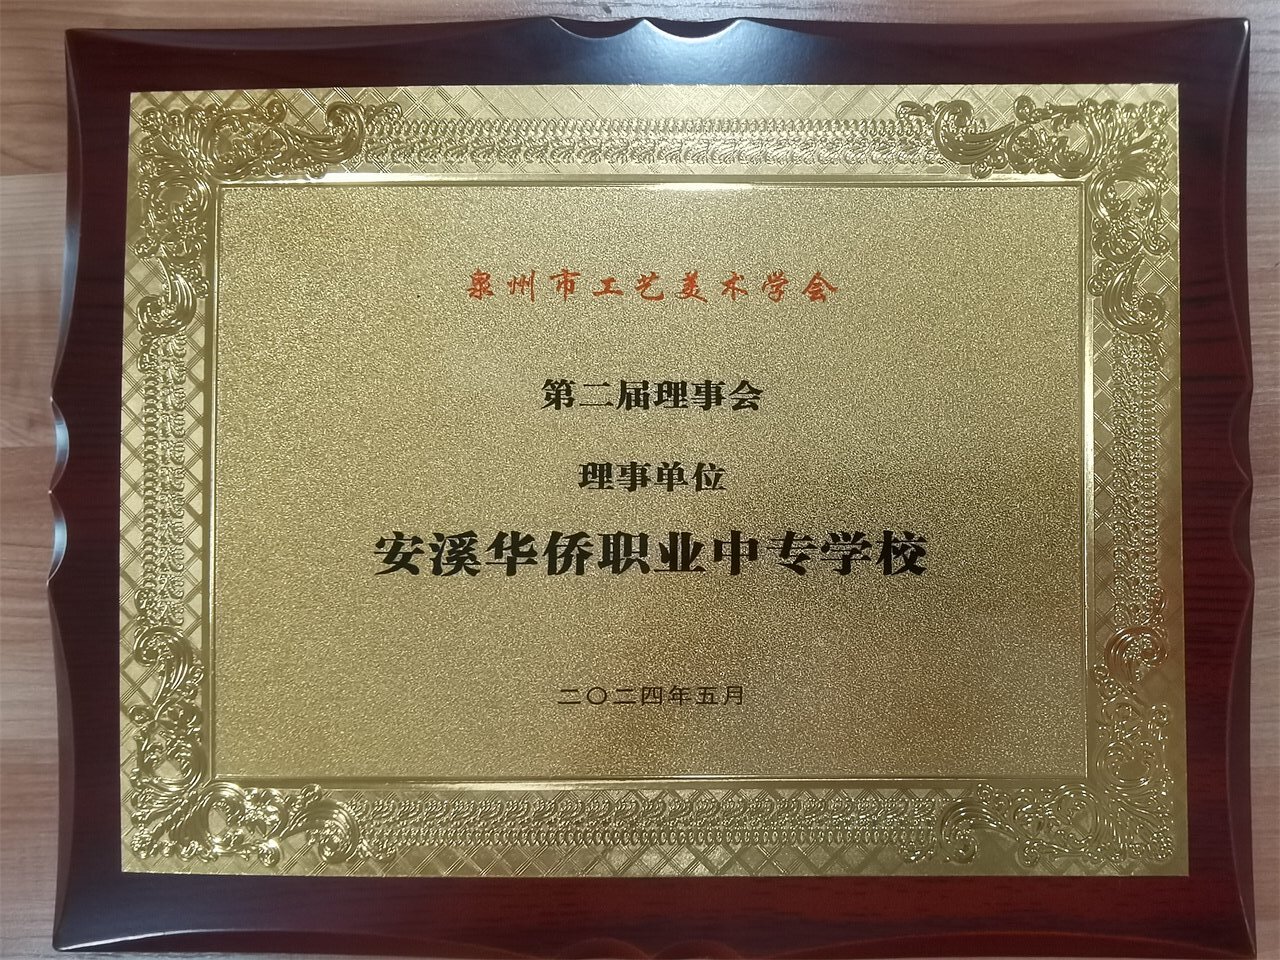 泉州市工艺美术学会
第二届理事会
理事单位
安溪华侨职业中专学校
二〇二四年五月